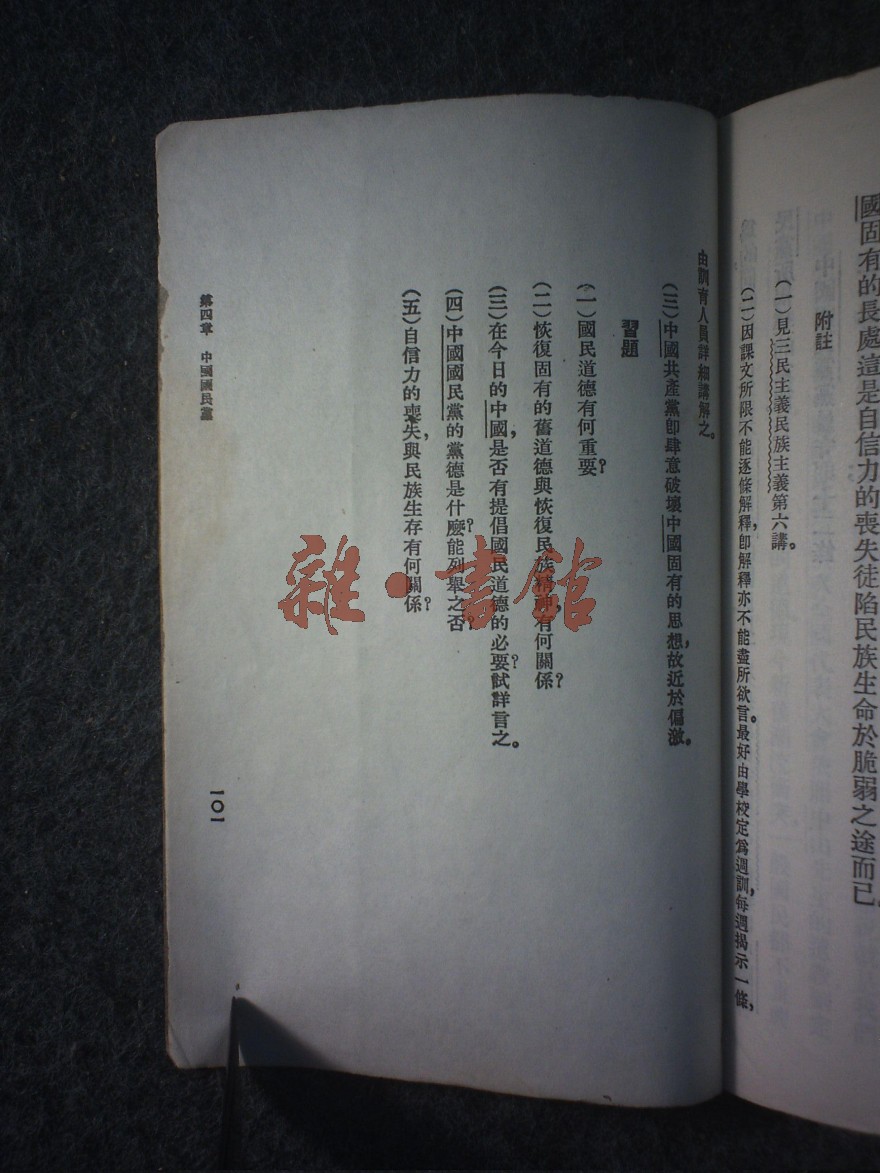 國固有的長處這是自信力的喪失徒陷民族生命於脆弱之途而已。
附註
（一）見三民主義民族主義第六講。
（二）因課文所限不能逐條解釋，卽解釋亦不能盡所欲言。最好由學校定爲週訓，每週揭示一條，
由訓育人員詳細講解之。
（三）中國共產黨卽肆意破壞中國固有的思想，故近於偏激。
習題
（一）國民道德有何重要？
（二）恢復固有的舊道德與恢復民族精神，有何關係？
（三）在今日的中國，是否有提倡國民道德的必要？試詳言之。
（四）中國國民黨的黨德是什麼？能列舉之否？
（五）自信力的喪失，與民族生存有何關係？
第四章　中國國民黨
一〇一
雜·書館